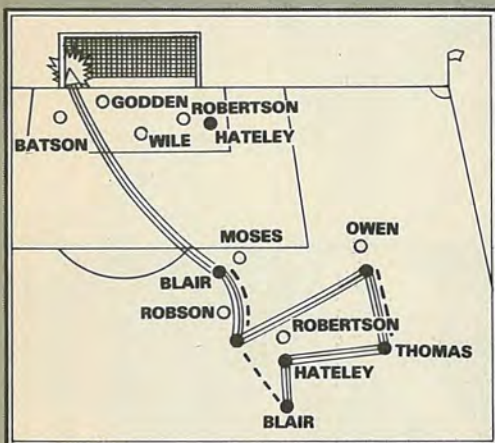 GODDEN
ROBERTSON
BATSON
WILE
HATELEY
MOSES
OWEN
BLAIR
ROBSON
ROBERTSON
THOMAS
HATELEY
BLAIR